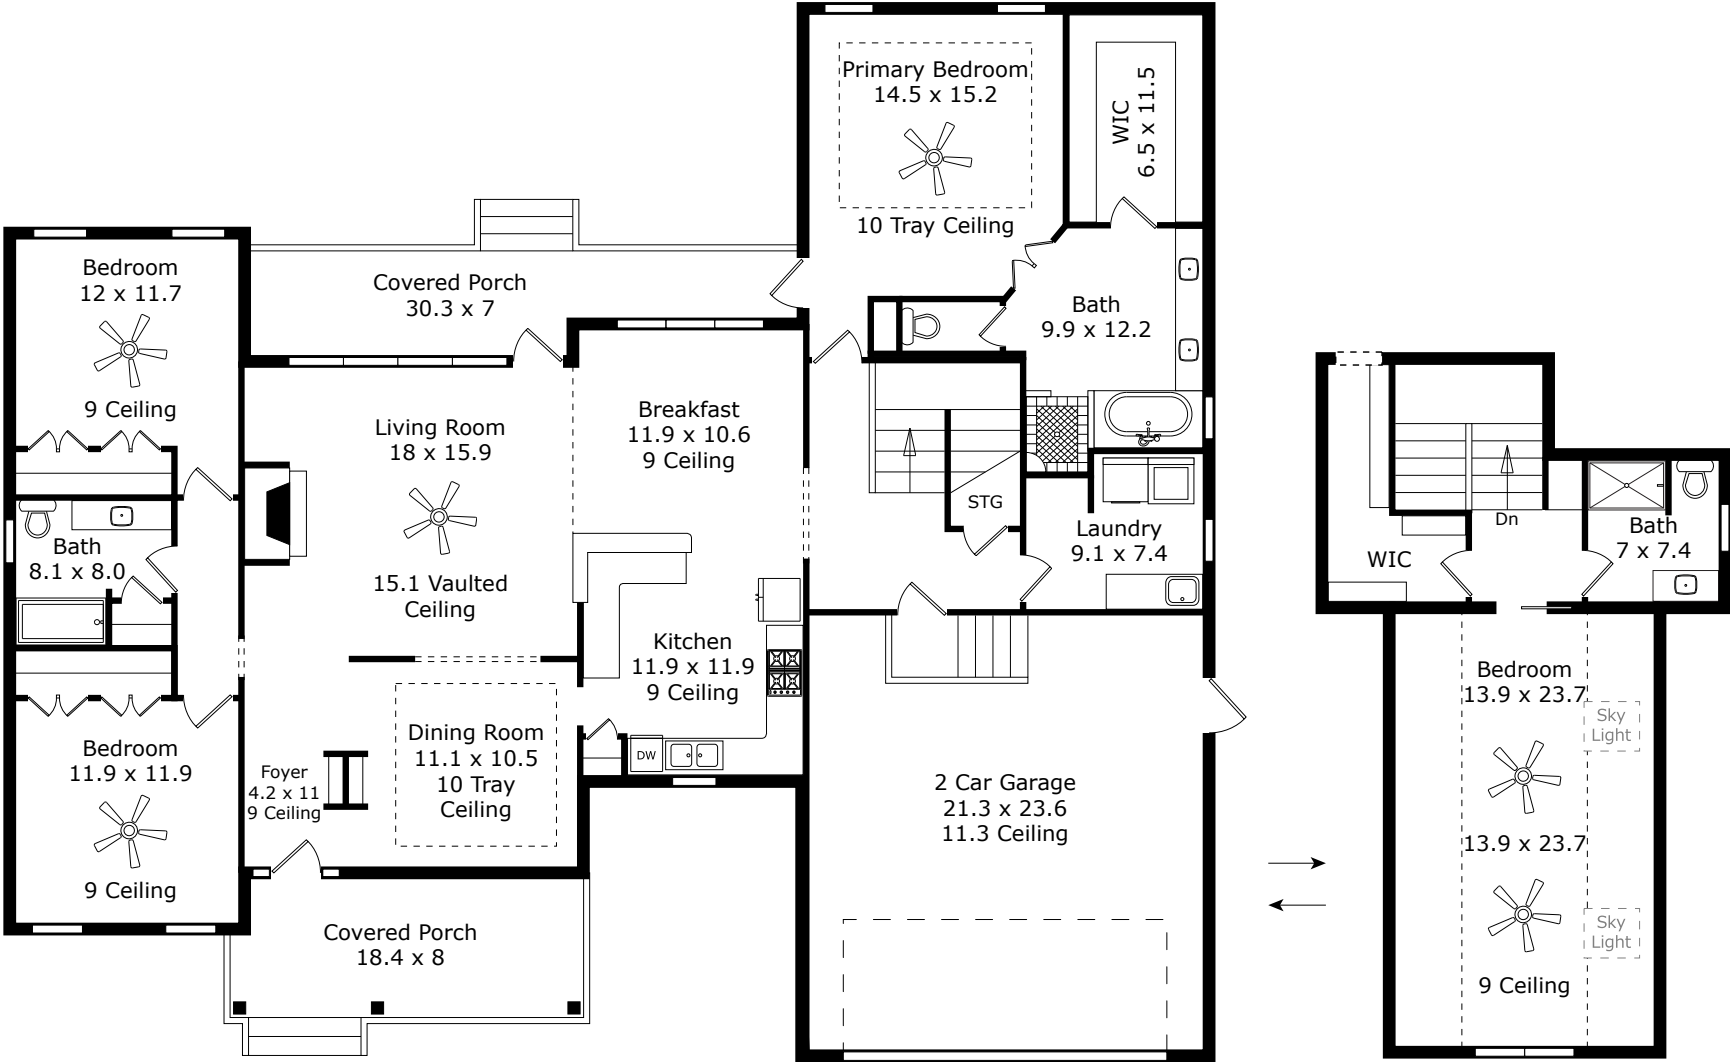 Primary Bedroom
14.5 x 15.2
10 Tray Ceiling
WIC
6.5 x 11.5
Bedroom
12 x 11.7
9 Ceiling
Covered Porch
30.3 x 7
Bath
9.9 x 12.2
Living Room
18 x 15.9
15.1 Vaulted
Ceiling
Breakfast
11.9 x 10.6
9 Ceiling
STG
Laundry
9.1 x 7.4
Bath
8.1 x 8.0
Kitchen
11.9 x 11.9
9 Ceiling
DW
Dining Room
11.1 x 10.5
10 Tray
Ceiling
Foyer
4.2 x 11
9 Ceiling
Bedroom
11.9 x 11.9
9 Ceiling
Covered Porch
18.4 x 8
2 Car Garage
21.3 x 23.6
11.3 Ceiling
Dn
WIC
Bath
7 x 7.4
Bedroom
13.9 x 23.7
Sky
Light
13.9 x 23.7
Sky
Light
9 Ceiling